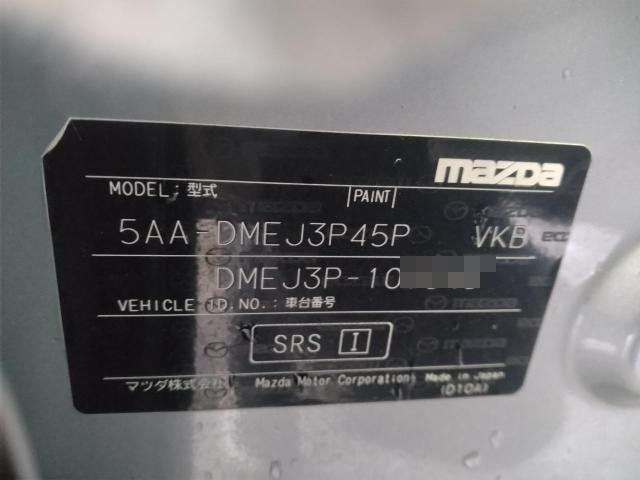 mazda
MODEL: 型式 PAINT
5AA-DMEJ3P45P VKB
DMEJ3P-10
VEHICLE ID.NO.: 車台番号
SRS I
マツダ株式会社 Mazda Motor Corporation Made in Japan
(D10A)